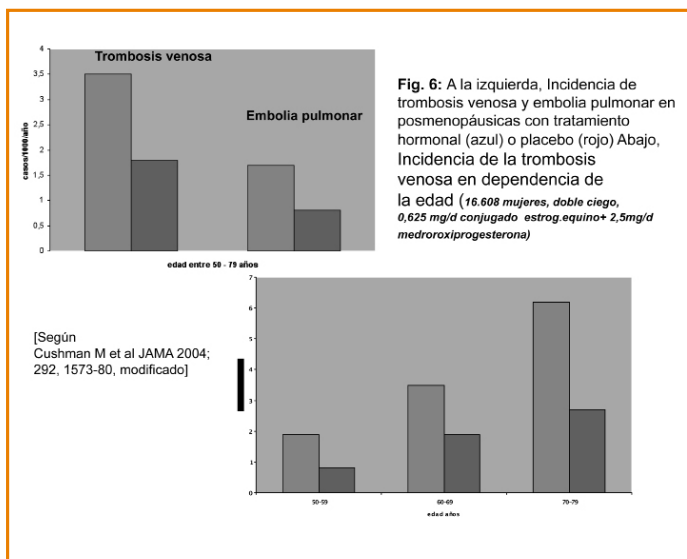 Trombosis venosa
Embolia pulmonar
casos/1000/año
4
3,5
3
2,5
2
1,5
1
0,5
0
edad entre 50 - 79 años
Fig. 6: A la izquierda, Incidencia de
trombosis venosa y embolia pulmonar en
posmenopáusicas con tratamiento
hormonal (azul) o placebo (rojo) Abajo,
Incidencia de la trombosis
venosa en dependencia de
la edad (16.608 mujeres, doble ciego,
0,625 mg/d conjugado estrog.equino+ 2,5mg/d
medroroxiprogesterona)
[Según
Cushman M et al JAMA 2004;
292, 1573-80, modificado]
7
6
5
4
3
2
1
0
50-59
60-69
70-79
edad años